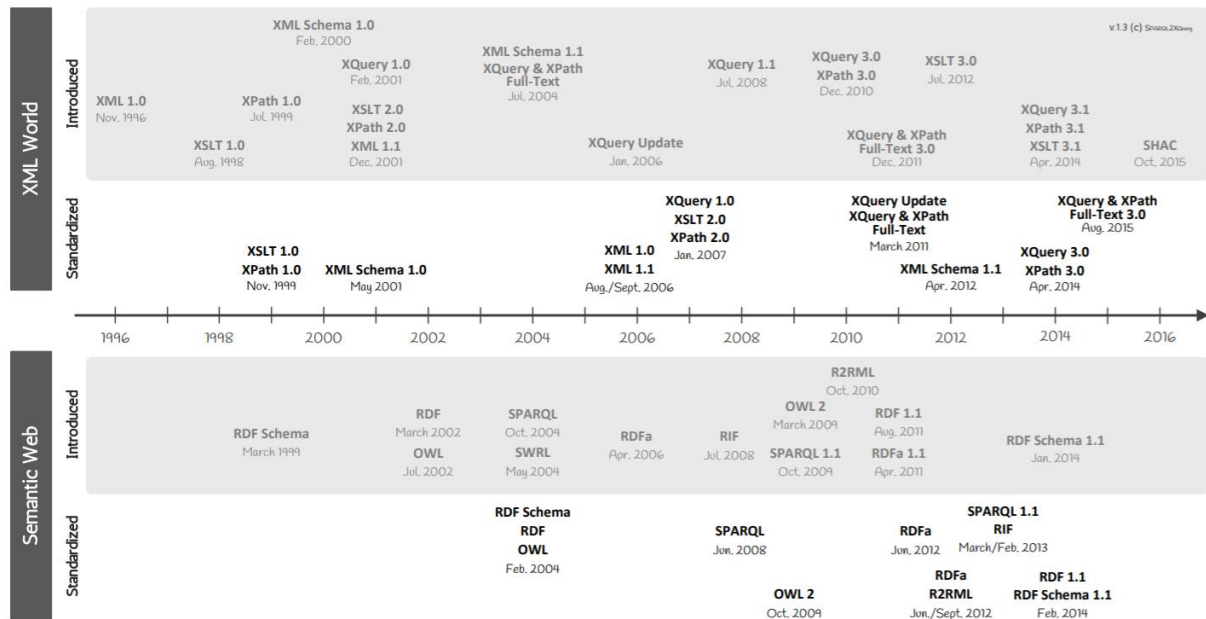 XML World
Introduced
XML Schema 1.0
Feb. 2000
v.1.3 (c) SPARQL2XQuery
XML Schema 1.1
XQuery & XPath
Full-Text
Jul. 2004
XQuery 1.0
Feb. 2001
XQuery 1.1
Jul. 2008
XQuery 3.0
XPath 3.0
Dec. 2010
XSLT 3.0
Jul. 2012
XML 1.0
Nov. 1996
XPath 1.0
Jul. 1999
XSLT 2.0
XPath 2.0
XML 1.1
Dec. 2001
XQuery 3.1
XPath 3.1
XSLT 3.1
Apr. 2014
XSLT 1.0
Aug. 1998
XQuery Update
Jan. 2006
XQuery & XPath
Full-Text 3.0
Dec. 2011
SHAC
Oct. 2015
Standardized
XQuery 1.0
XSLT 2.0
XPath 2.0
Jan. 2007
XQuery Update
XQuery & XPath
Full-Text
March 2011
XQuery & XPath
Full-Text 3.0
Aug. 2015
XSLT 1.0
XPath 1.0
Nov. 1999
XML Schema 1.0
May 2001
XML 1.0
XML 1.1
Aug./Sept. 2006
XML Schema 1.1
Apr. 2012
XQuery 3.0
XPath 3.0
Apr. 2014
1996 1998 2000 2002 2004 2006 2008 2010 2012 2014 2016
Semantic Web
Introduced
R2RML
Oct. 2010
RDF Schema
March 1999
RDF
March 2002
OWL
Jul. 2002
SPARQL
Oct. 2004
SWRL
May 2004
RDFa
Apr. 2006
RIF
Jul. 2008
OWL 2
March 2009
SPARQL 1.1
Oct. 2009
RDF 1.1
Aug. 2011
RDFa 1.1
Apr. 2011
RDF Schema 1.1
Jan. 2014
Standardized
RDF Schema
RDF
OWL
Feb. 2004
SPARQL
Jun. 2008
RDFa
Jun. 2012
SPARQL 1.1
RIF
March/Feb. 2013
OWL 2
Oct. 2009
RDFa
R2RML
Jun./Sept. 2012
RDF 1.1
RDF Schema 1.1
Feb. 2014